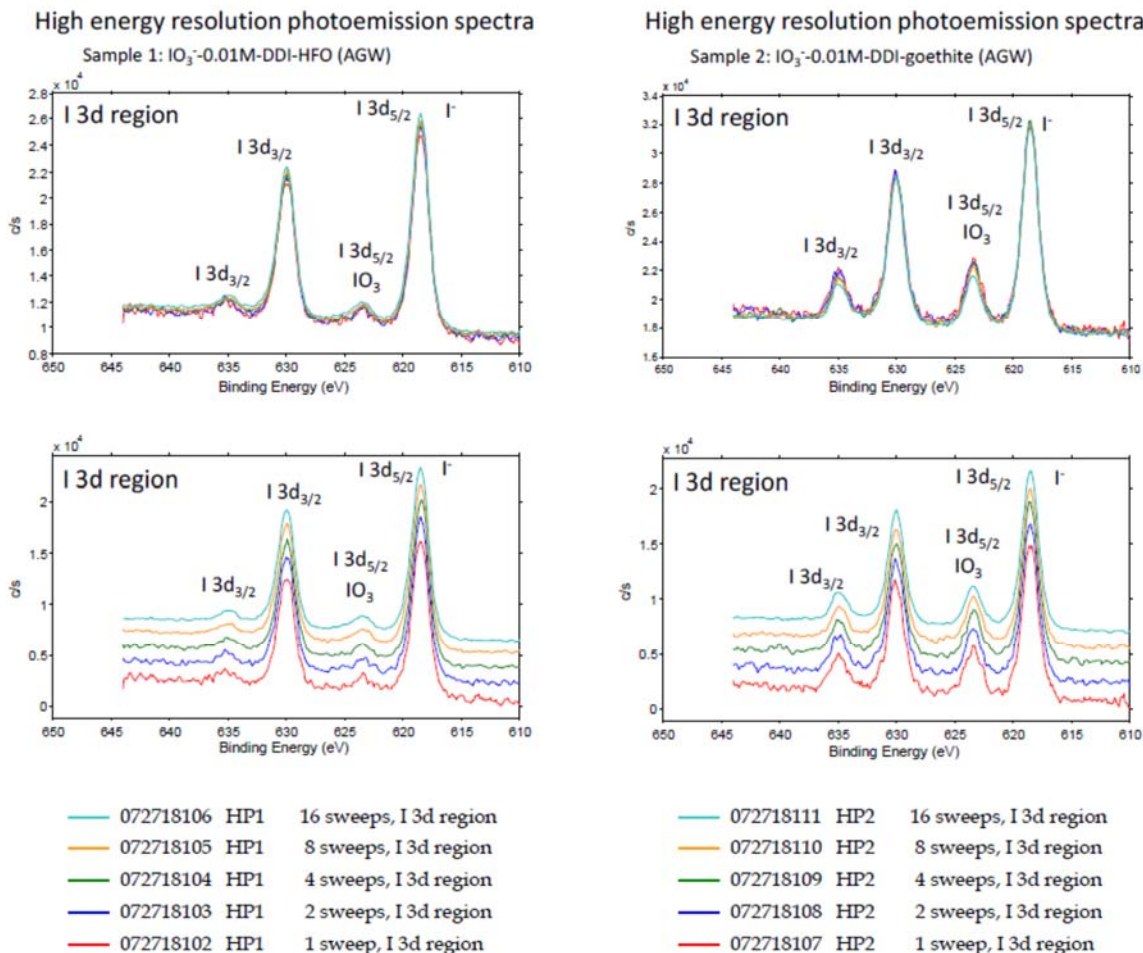 High energy resolution photoemission spectra
Sample 1: IO₃⁻-0.01M-DDI-HFO (AGW)
x 10⁴
I 3d region
I 3d₅/₂ I⁻
I 3d₃/₂
I 3d₃/₂
I 3d₅/₂
IO₃
2.8
2.6
2.4
2.2
2
1.8
1.6
1.4
1.2
1
0.8
c/s
650 645 640 635 630 625 620 615 610
Binding Energy (eV)
High energy resolution photoemission spectra
Sample 2: IO₃⁻-0.01M-DDI-goethite (AGW)
x 10⁴
I 3d region
I 3d₅/₂ I⁻
I 3d₃/₂
I 3d₅/₂
IO₃
I 3d₃/₂
3.4
3.2
3
2.8
2.6
2.4
2.2
2
1.8
1.6
c/s
650 645 640 635 630 625 620 615 610
Binding Energy (eV)
x 10⁴
I 3d region
I 3d₅/₂ I⁻
I 3d₃/₂
I 3d₃/₂
I 3d₅/₂
IO₃
2
1.5
1
0.5
0
c/s
650 645 640 635 630 625 620 615 610
Binding Energy (eV)
x 10⁴
I 3d region
I 3d₅/₂ I⁻
I 3d₃/₂
I 3d₅/₂
IO₃
I 3d₃/₂
2
1.5
1
0.5
0
c/s
650 645 640 635 630 625 620 615 610
Binding Energy (eV)
072718106 HP1 16 sweeps, I 3d region
072718105 HP1 8 sweeps, I 3d region
072718104 HP1 4 sweeps, I 3d region
072718103 HP1 2 sweeps, I 3d region
072718102 HP1 1 sweep, I 3d region
072718111 HP2 16 sweeps, I 3d region
072718110 HP2 8 sweeps, I 3d region
072718109 HP2 4 sweeps, I 3d region
072718108 HP2 2 sweeps, I 3d region
072718107 HP2 1 sweep, I 3d region